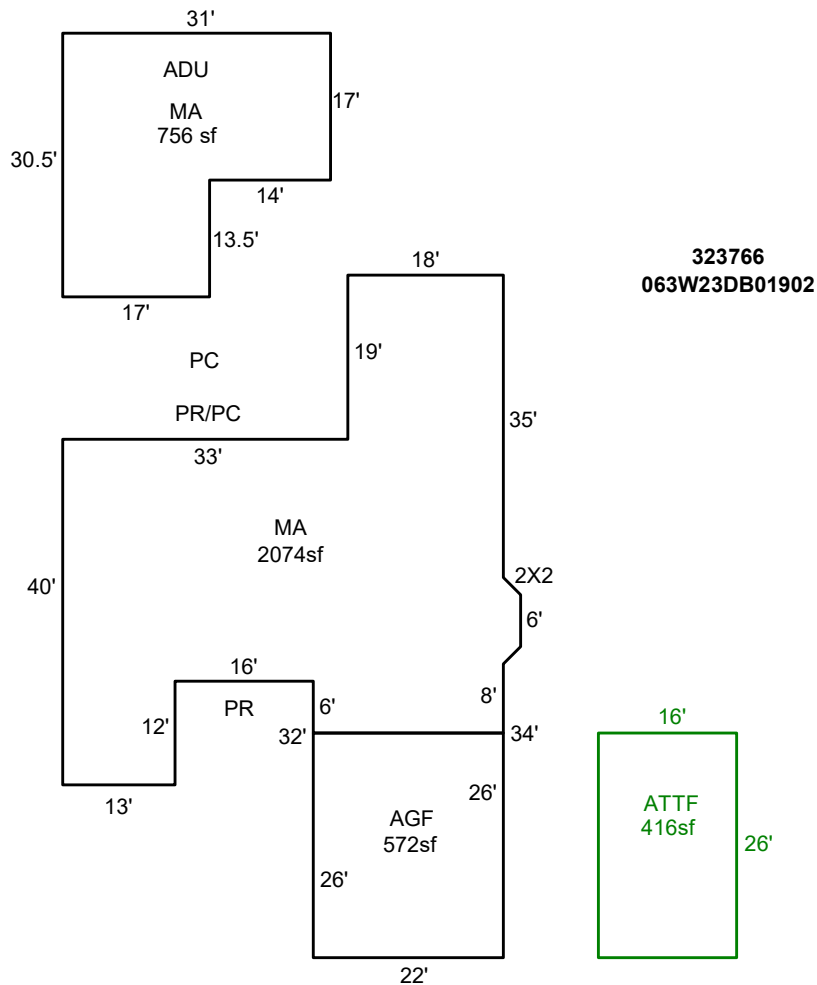 31'
ADU
MA
756 sf
17'
30.5'
14'
13.5'
17'
323766
063W23DB01902
18'
PC
19'
PR/PC
33'
35'
MA
2074sf
2X2
40'
6'
16'
PR
6'
8'
12'
32'
34'
16'
13'
26'
AGF
572sf
ATTF
416sf
26'
26'
22'